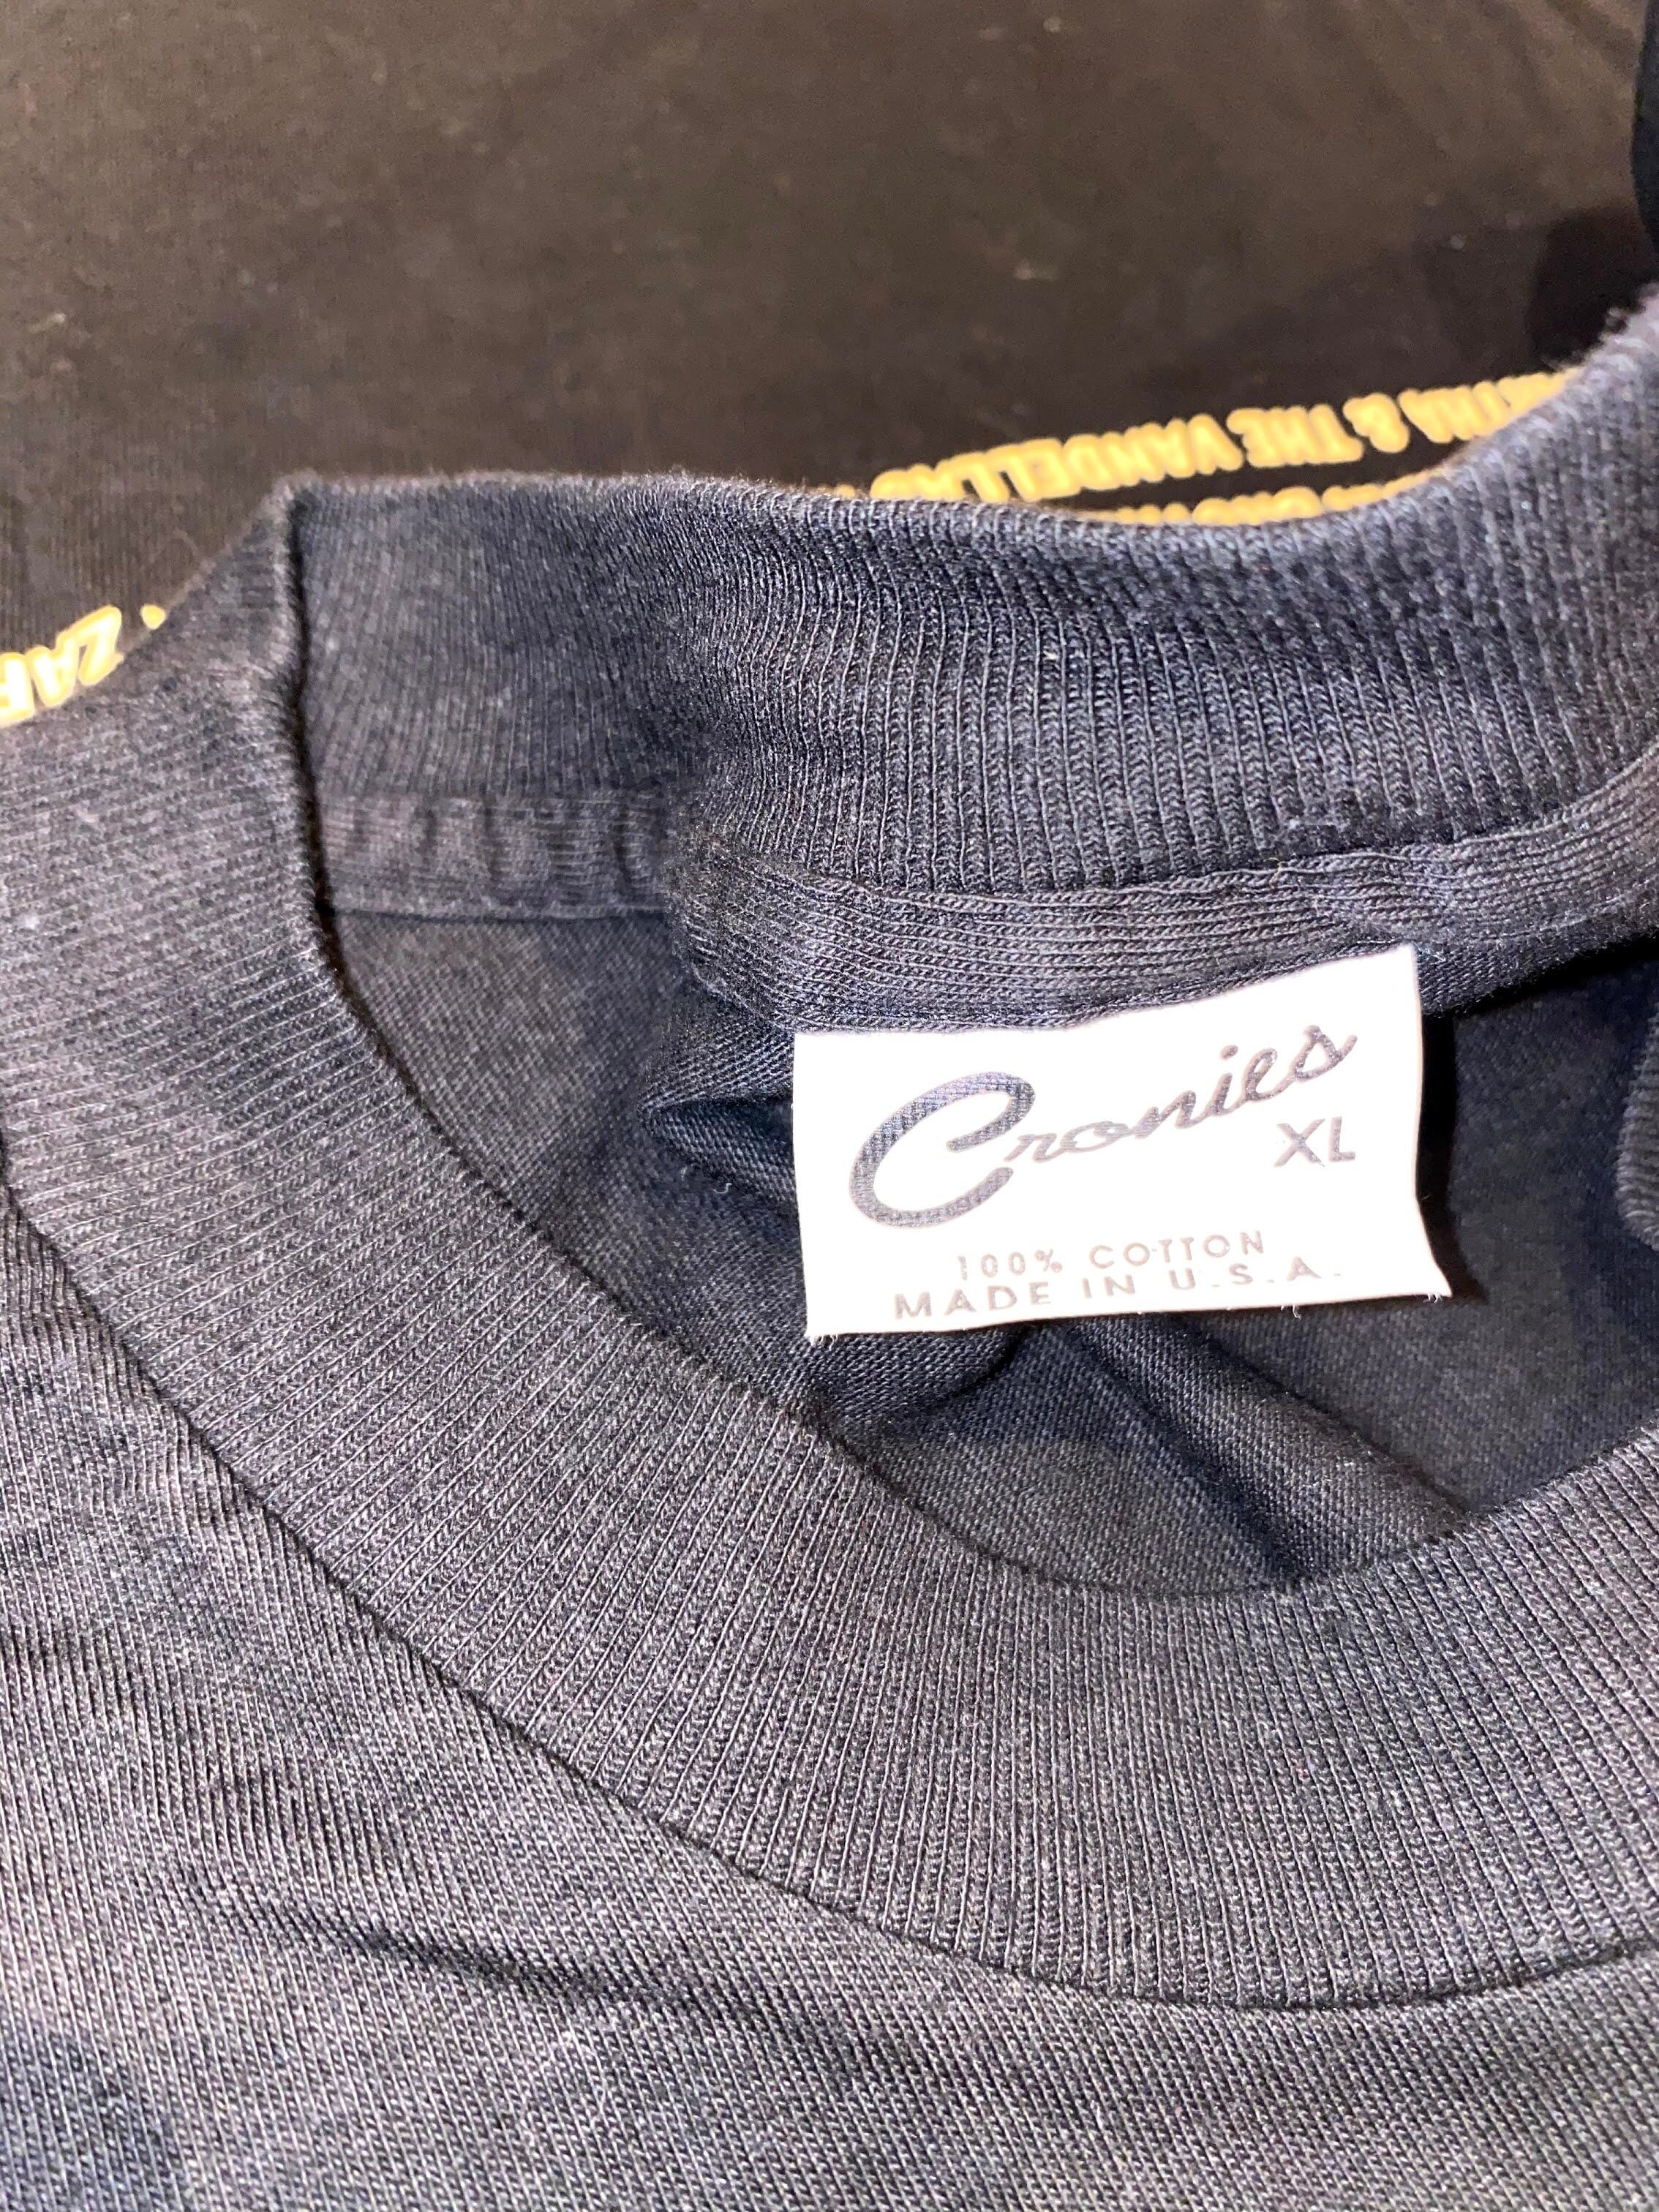 & THE VANDELLAS
Cronies
XL
100% COTTON
MADE IN U.S.A.